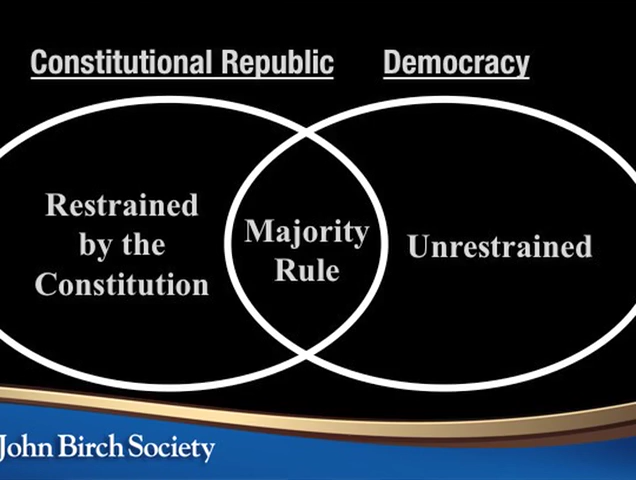 Constitutional Republic
Democracy
Restrained
by the
Constitution
Majority
Rule
Unrestrained
John Birch Society